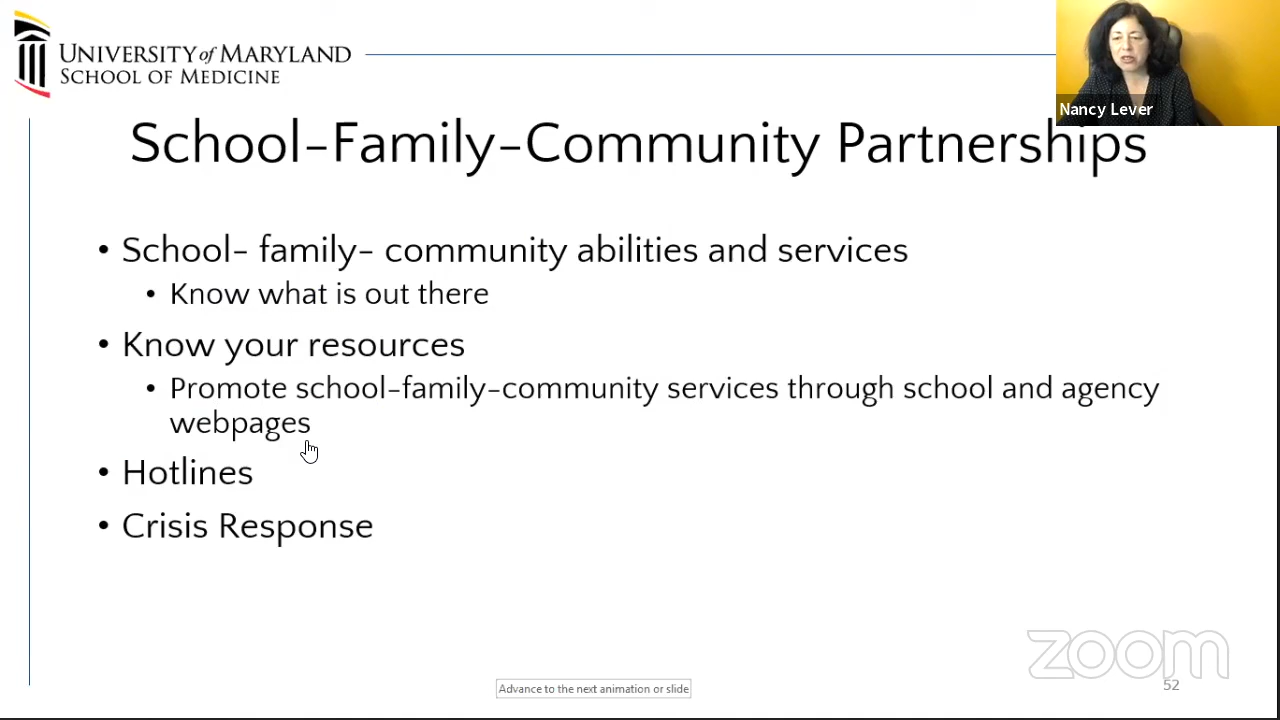 UNIVERSITY of MARYLAND
SCHOOL OF MEDICINE
Nancy Lever
School-Family-Community Partnerships
• School- family- community abilities and services
• Know what is out there
• Know your resources
• Promote school-family-community services through school and agency
webpages
• Hotlines
• Crisis Response
zoom
52
Advance to the next animation or slide